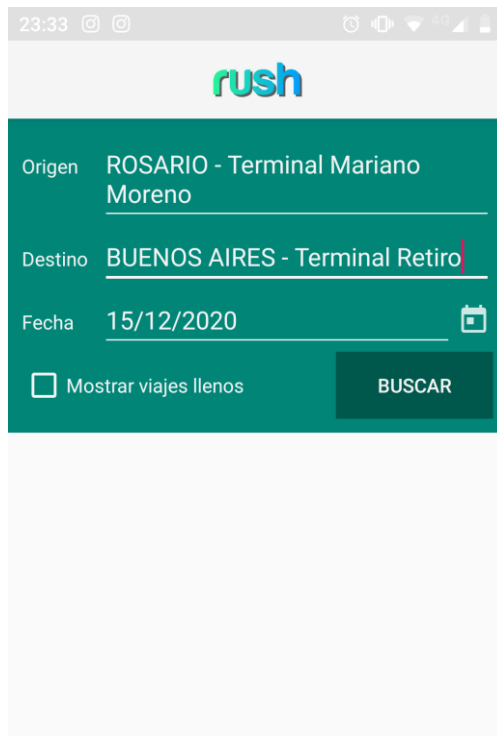 23:33
4G
rush
Origen ROSARIO - Terminal Mariano
Moreno
Destino BUENOS AIRES - Terminal Retiro
Fecha 15/12/2020
Mostrar viajes llenos BUSCAR